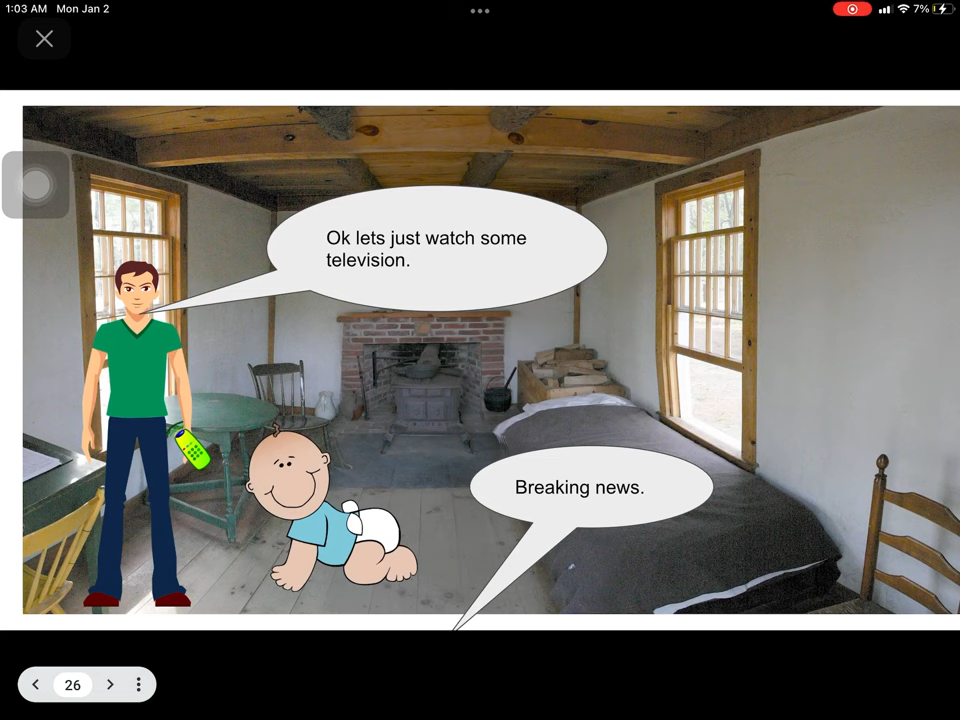 1:03 AM Mon Jan 2
7%
Ok lets just watch some
television.
Breaking news.
26